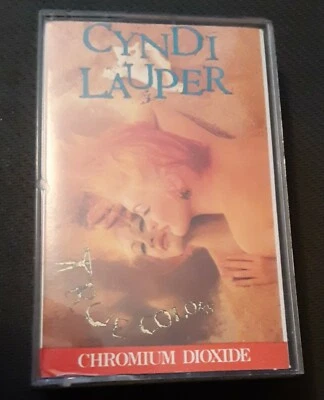 CYNDI
LAUPER
TRUE COLORS
CHROMIUM DIOXIDE